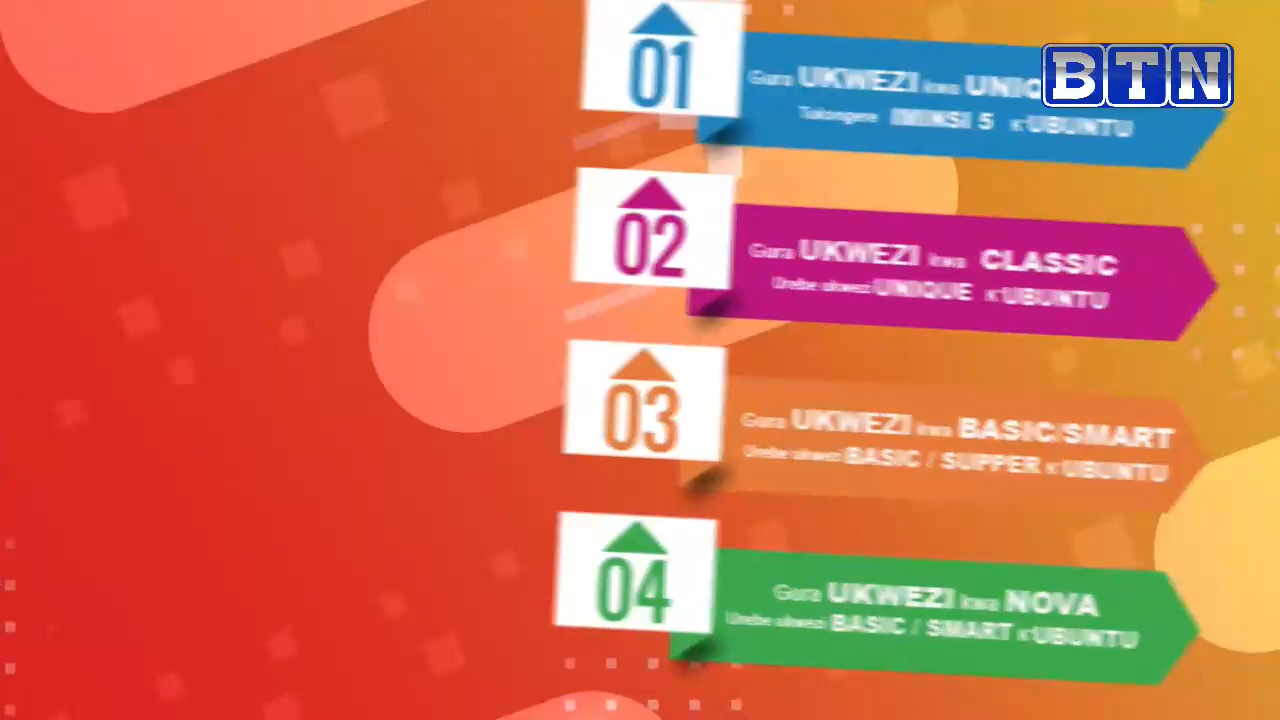 BTN
01
Gura UKWEZI kwa UNIQ
Tukongere IMINSI 5 K'UBUNTU
02
Gura UKWEZI kwa CLASSIC
Urebe ukwezi UNIQUE K'UBUNTU
03
Gura UKWEZI kwa BASIC/SMART
Urebe ukwezi BASIC / SUPPER K'UBUNTU
04
Gura UKWEZI kwa NOVA
Urebe ukwezi BASIC / SMART K'UBUNTU